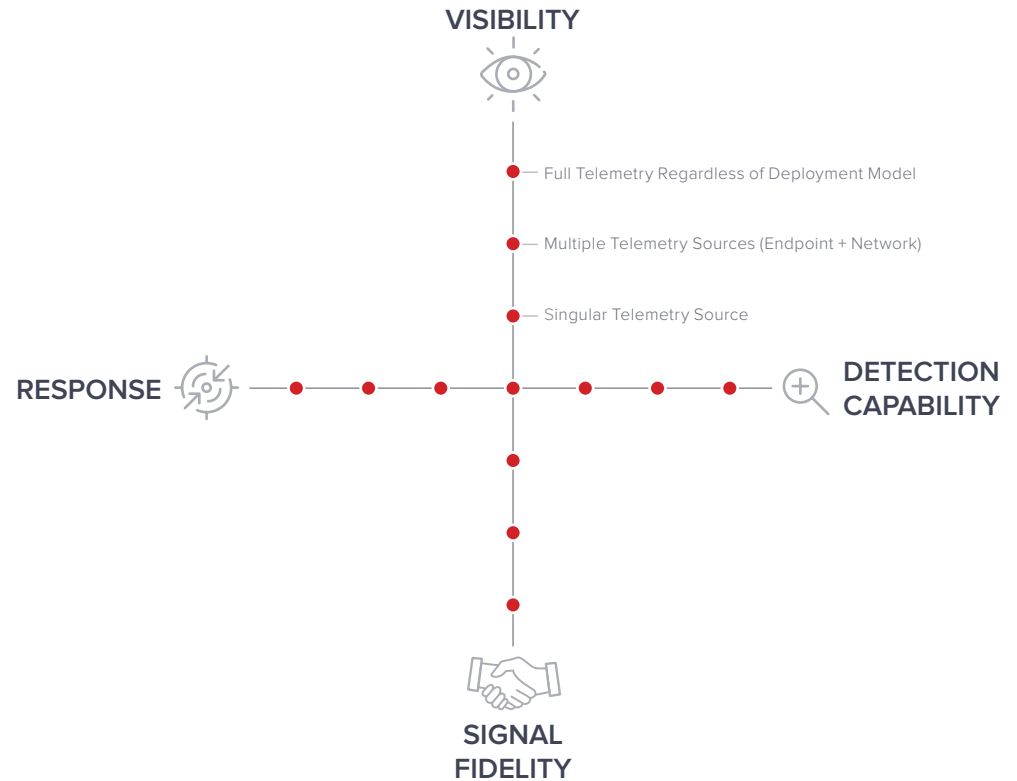 VISIBILITY
Full Telemetry Regardless of Deployment Model
Multiple Telemetry Sources (Endpoint + Network)
Singular Telemetry Source
RESPONSE
DETECTION
CAPABILITY
SIGNAL
FIDELITY